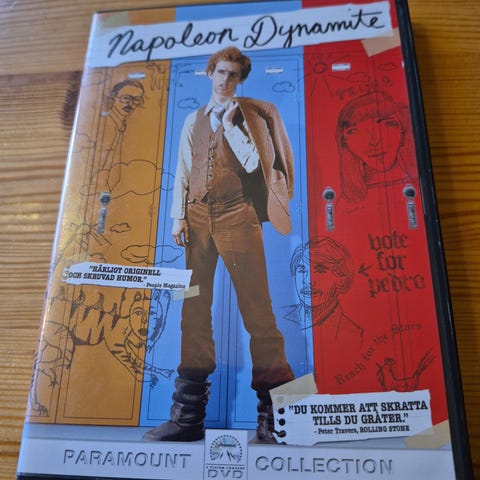 Napoleon Dynamite
"HÄRLIGT ORIGINELL
OCH SKRUVAD HUMOR."
- People Magazine
vote
for
pedro
Reach for the Stars
"DU KOMMER ATT SKRATTA
TILLS DU GRÅTER."
- Peter Travers, ROLLING STONE
PARAMOUNT
DVD
COLLECTION